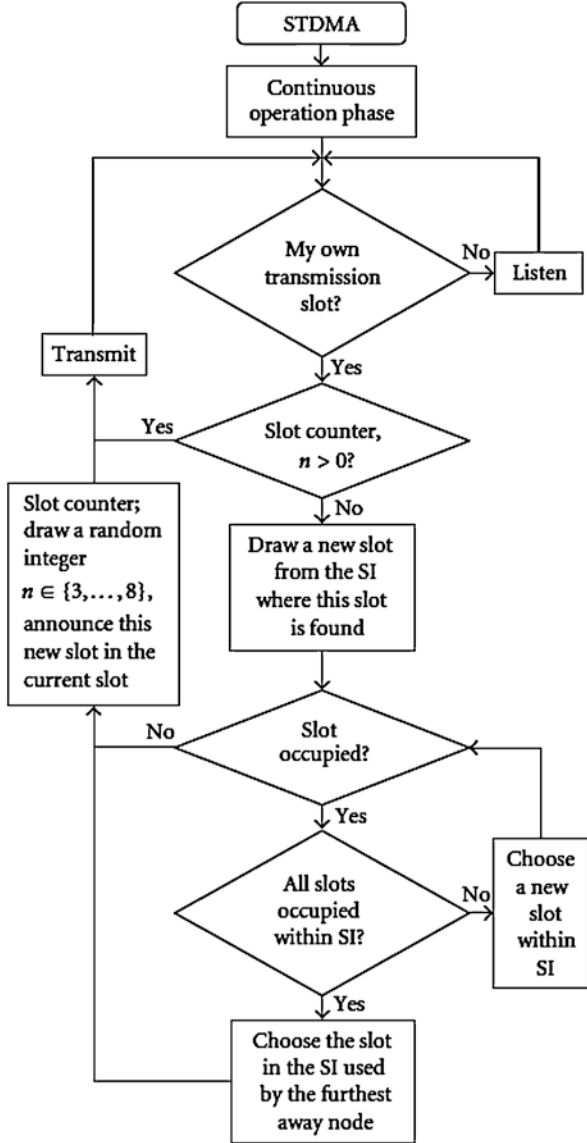 STDMA
Continuous
operation phase
My own
transmission
slot?
No
Listen
Transmit
Yes
Yes
Slot counter,
n > 0?
No
Slot counter;
draw a random
integer
n ∈ {3,...,8},
announce this
new slot in the
current slot
Draw a new slot
from the SI
where this slot
is found
No
Slot
occupied?
Yes
All slots
occupied
within SI?
No
Choose
a new
slot
within
SI
Yes
Choose the slot
in the SI used
by the furthest
away node